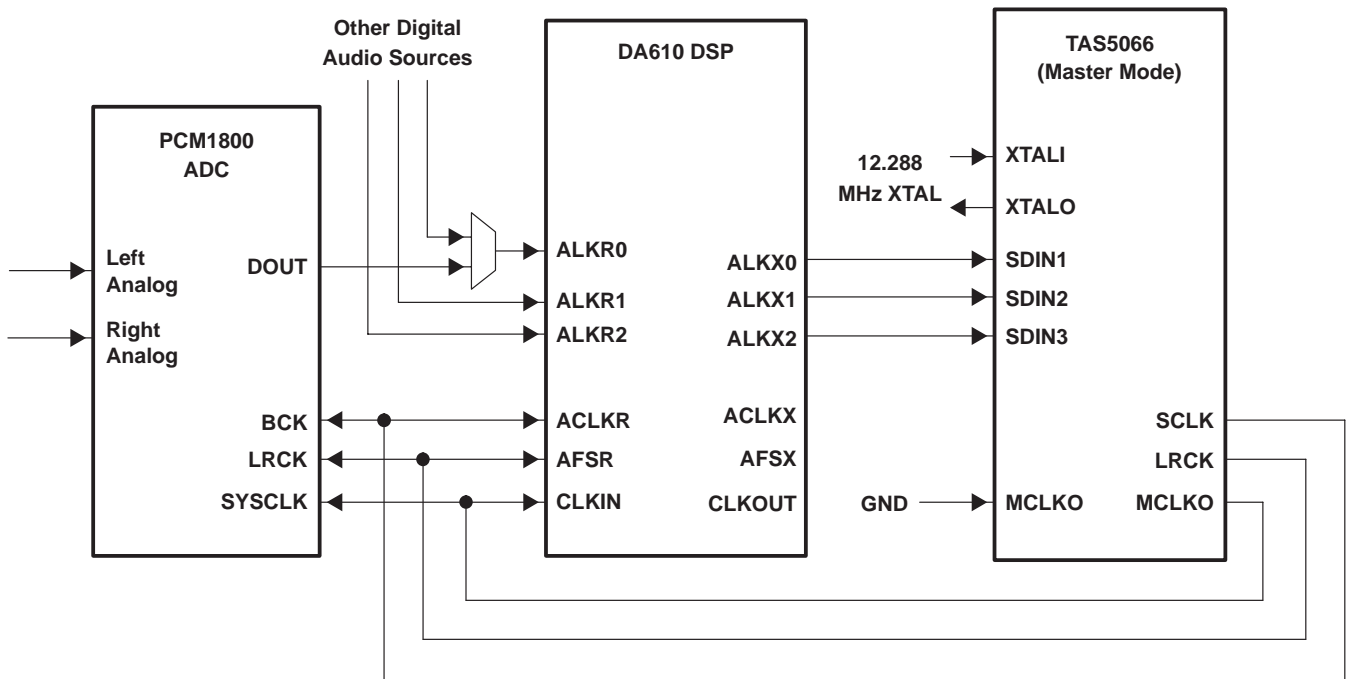 Other Digital
Audio Sources
PCM1800
ADC
Left
Analog
Right
Analog
DOUT
BCK
LRCK
SYSCLK
DA610 DSP
ALKR0
ALKR1
ALKR2
ACLKR
AFSR
CLKIN
ALKX0
ALKX1
ALKX2
ACLKX
AFSX
CLKOUT
12.288
MHz XTAL
GND
TAS5066
(Master Mode)
XTALI
XTALO
SDIN1
SDIN2
SDIN3
MCLKO
SCLK
LRCK
MCLKO